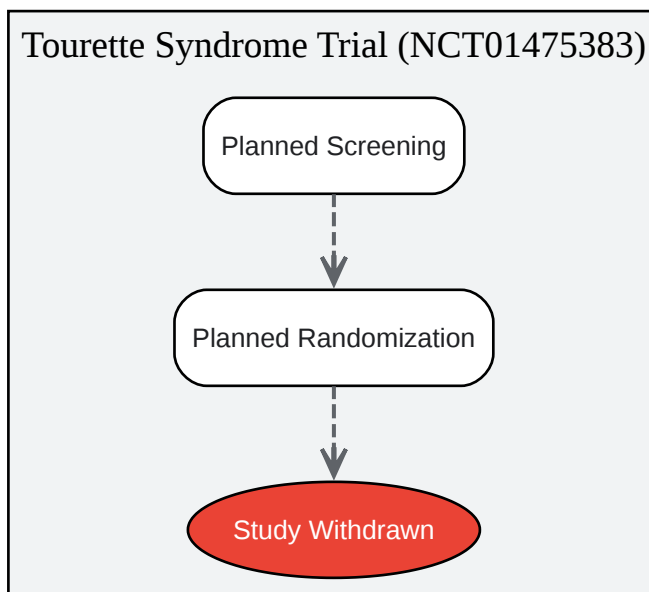 Tourette Syndrome Trial (NCT01475383)
Planned Screening
Planned Randomization
Study Withdrawn